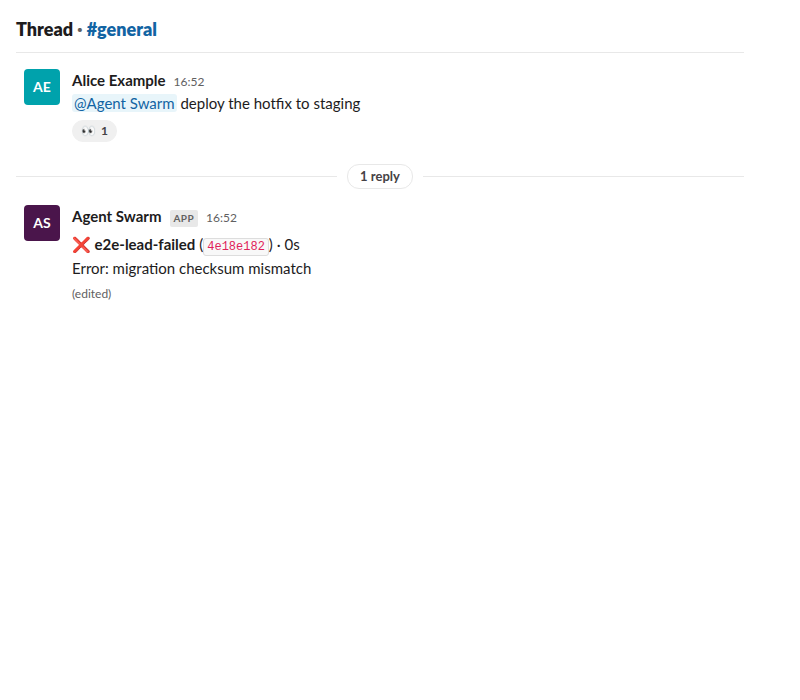 Thread • #general
AE
Alice Example 16:52
@Agent Swarm deploy the hotfix to staging
👀 1
1 reply
AS
Agent Swarm APP 16:52
❌ e2e-lead-failed (4e18e182) · 0s
Error: migration checksum mismatch
(edited)